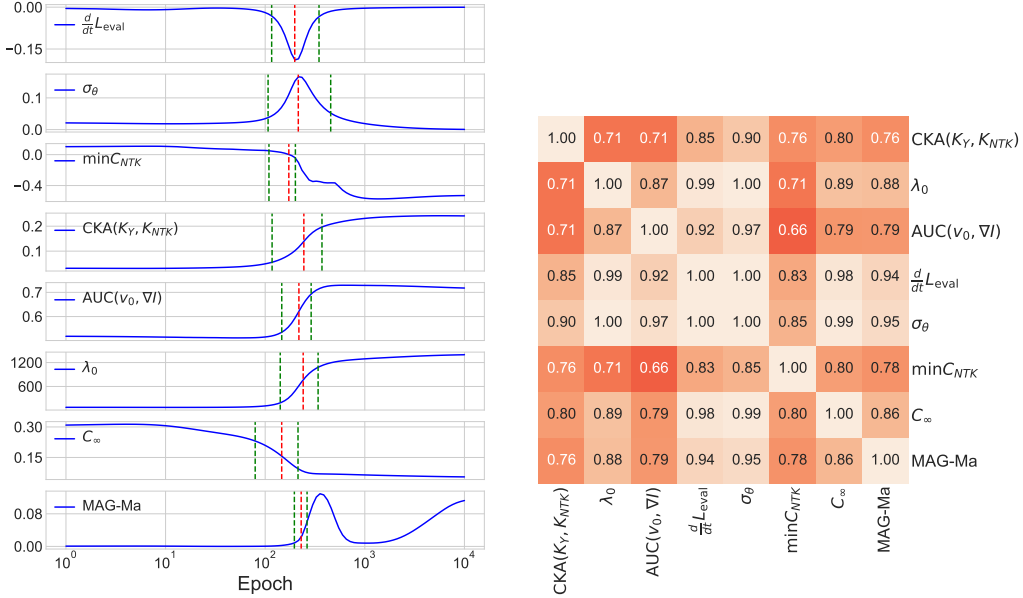 0.00
−0.15
d/dt L_eval
0.1
0.0
σ_θ
0.0
−0.4
minC_NTK
0.2
0.1
CKA(K_Y, K_NTK)
0.7
0.6
AUC(v_0, ∇l)
1200
600
λ_0
0.30
0.15
C_∞
0.08
0.00
MAG-Ma
10^0 10^1 10^2 10^3 10^4
Epoch
1.00 0.71 0.71 0.85 0.90 0.76 0.80 0.76 CKA(K_Y, K_NTK)
0.71 1.00 0.87 0.99 1.00 0.71 0.89 0.88 λ_0
0.71 0.87 1.00 0.92 0.97 0.66 0.79 0.79 AUC(v_0, ∇l)
0.85 0.99 0.92 1.00 1.00 0.83 0.98 0.94 d/dt L_eval
0.90 1.00 0.97 1.00 1.00 0.85 0.99 0.95 σ_θ
0.76 0.71 0.66 0.83 0.85 1.00 0.80 0.78 minC_NTK
0.80 0.89 0.79 0.98 0.99 0.80 1.00 0.86 C_∞
0.76 0.88 0.79 0.94 0.95 0.78 0.86 1.00 MAG-Ma
CKA(K_Y, K_NTK)
λ_0
AUC(v_0, ∇l)
d/dt L_eval
σ_θ
minC_NTK
C_∞
MAG-Ma